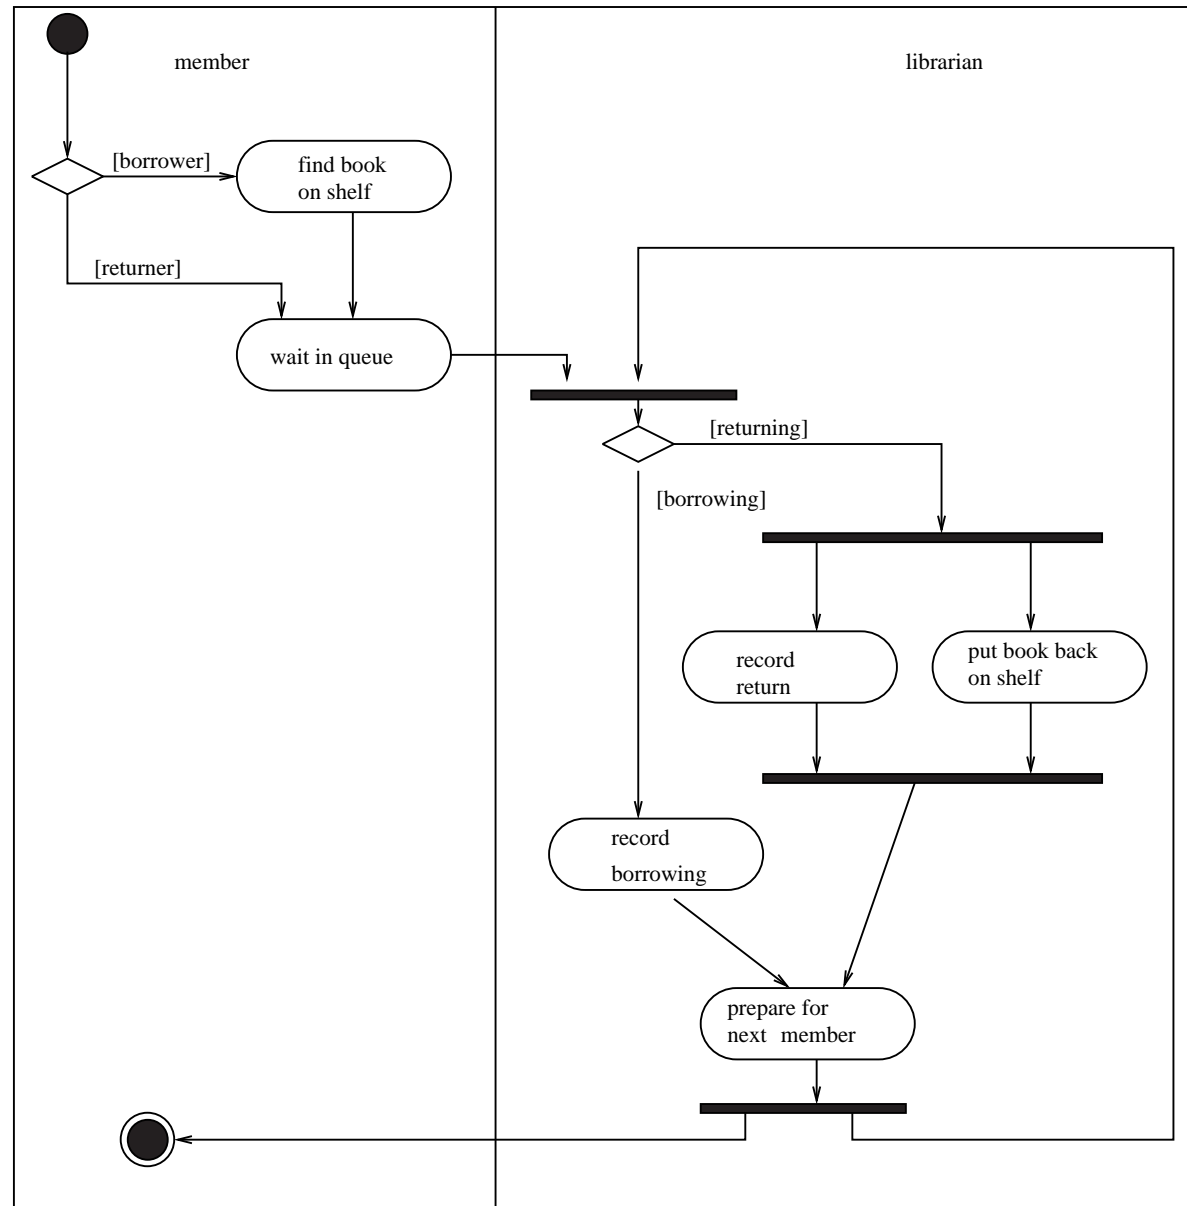 member
librarian
[borrower]
find book
on shelf
[returner]
wait in queue
[returning]
[borrowing]
record
return
put book back
on shelf
record
borrowing
prepare for
next member